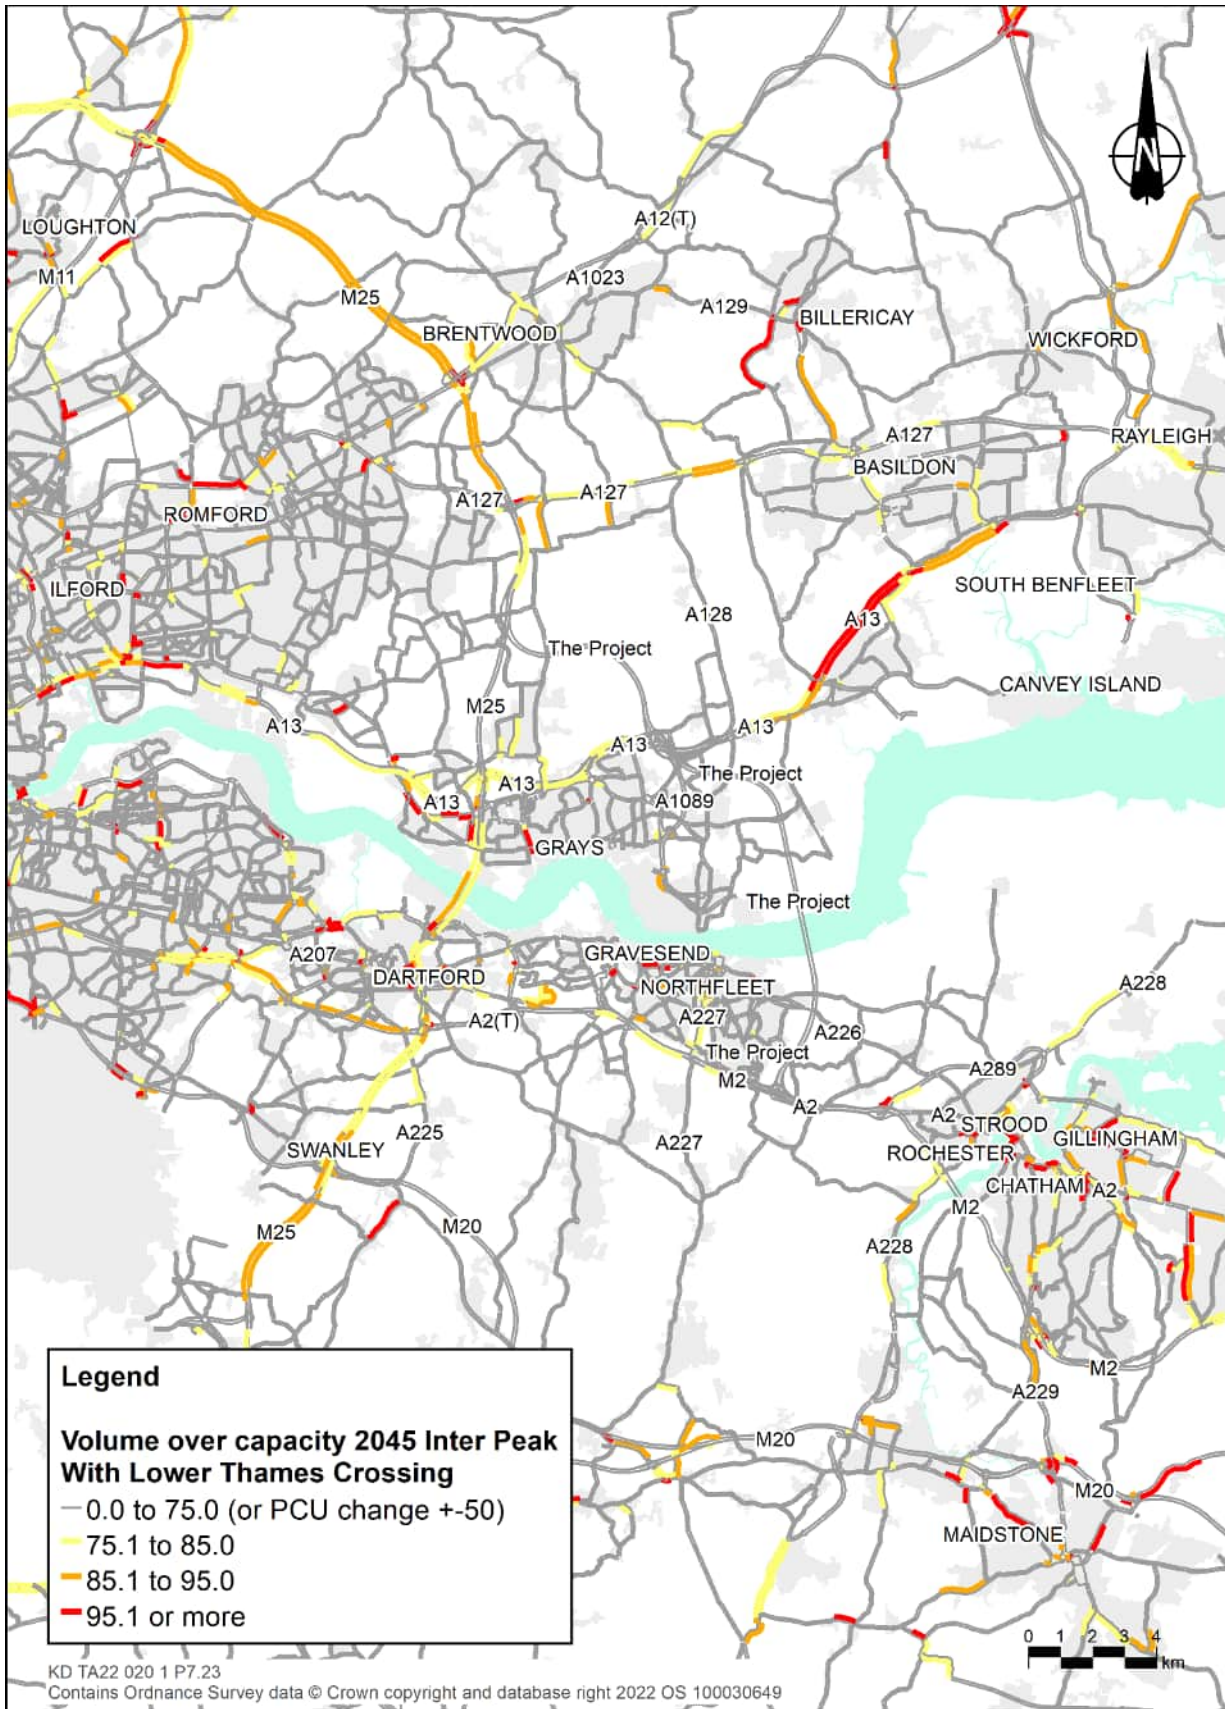 N
A12(T)
LOUGHTON
M11
A1023
M25
A129
BILLERICAY
BRENTWOOD
WICKFORD
A127
RAYLEIGH
BASILDON
A127
A127
ROMFORD
ILFORD
SOUTH BENFLEET
A128
A13
The Project
CANVEY ISLAND
M25
A13
A13
A13
The Project
A13
A13
A1089
GRAYS
The Project
A207
GRAVESEND
DARTFORD
NORTHFLEET
A228
A2(T)
A227
A226
The Project
M2
A289
A2
A2
STROOD
A225
GILLINGHAM
SWANLEY
A227
ROCHESTER
CHATHAM
A2
M25
M20
M2
A228
M2
A229
M20
M20
MAIDSTONE
Legend
Volume over capacity 2045 Inter Peak
With Lower Thames Crossing
0.0 to 75.0 (or PCU change +-50)
75.1 to 85.0
85.1 to 95.0
95.1 or more
0 1 2 3 4
km
KD TA22 020 1 P7.23
Contains Ordnance Survey data © Crown copyright and database right 2022 OS 100030649